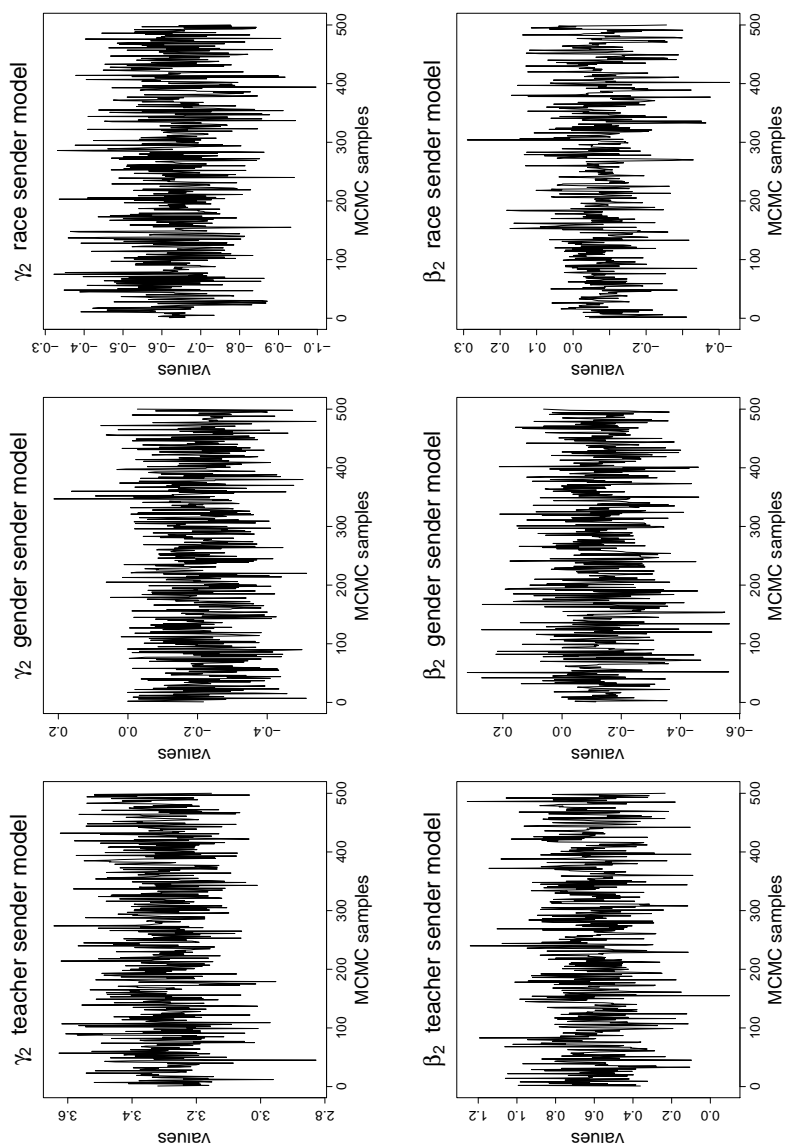 γ2 race sender model
−0.3 −0.4 −0.5 −0.6 −0.7 −0.8 −0.9 −1.0
values
0 100 200 300 400 500
MCMC samples
β2 race sender model
0.3 0.2 0.1 0.0 −0.2 −0.4
values
0 100 200 300 400 500
MCMC samples
γ2 gender sender model
0.2 0.0 −0.2 −0.4
values
0 100 200 300 400 500
MCMC samples
β2 gender sender model
0.2 0.0 −0.2 −0.4 −0.6
values
0 100 200 300 400 500
MCMC samples
γ2 teacher sender model
3.6 3.4 3.2 3.0 2.8
values
0 100 200 300 400 500
MCMC samples
β2 teacher sender model
1.2 1.0 0.8 0.6 0.4 0.2 0.0
values
0 100 200 300 400 500
MCMC samples